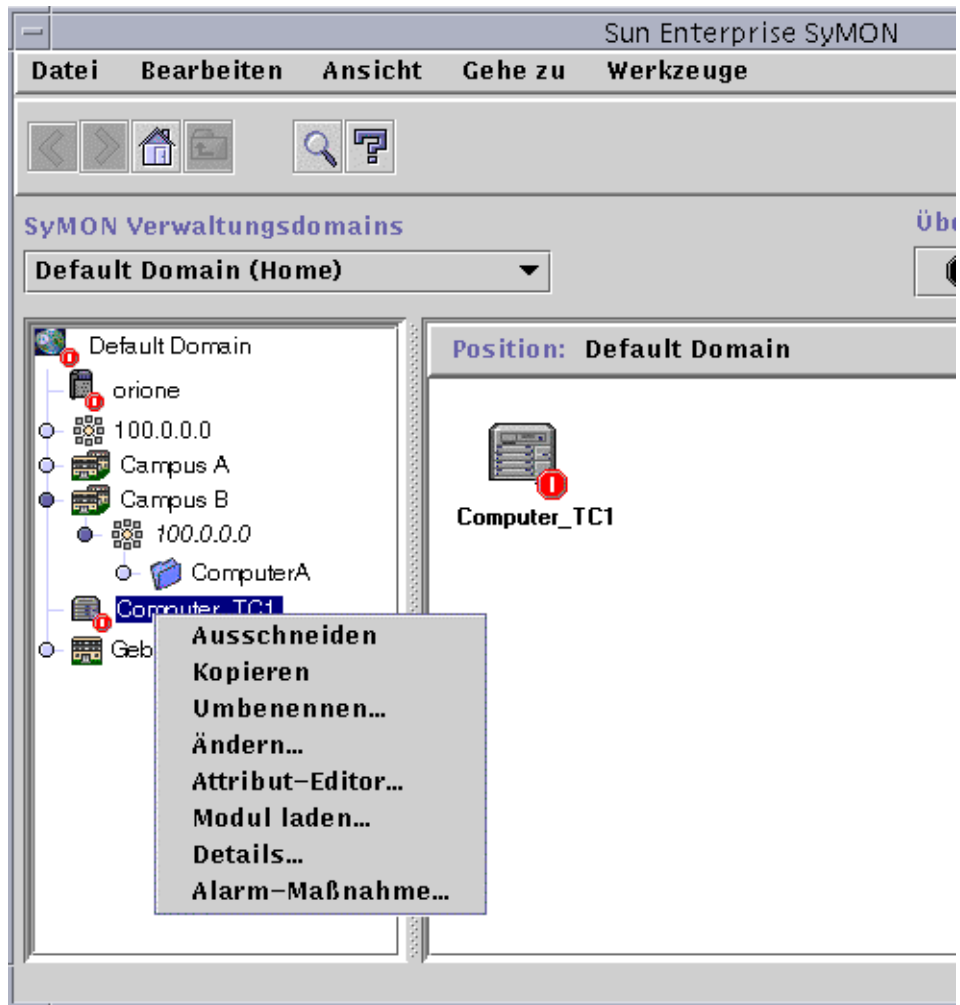 Sun Enterprise SyMON
Datei Bearbeiten Ansicht Gehe zu Werkzeuge
SyMON Verwaltungsdomains
Default Domain (Home)
Übe
Default Domain
orione
100.0.0.0
Campus A
Campus B
100.0.0.0
ComputerA
Computer_TC1
Geb
Ausschneiden
Kopieren
Umbenennen...
Ändern...
Attribut-Editor...
Modul laden...
Details...
Alarm-Maßnahme...
Position: Default Domain
Computer_TC1